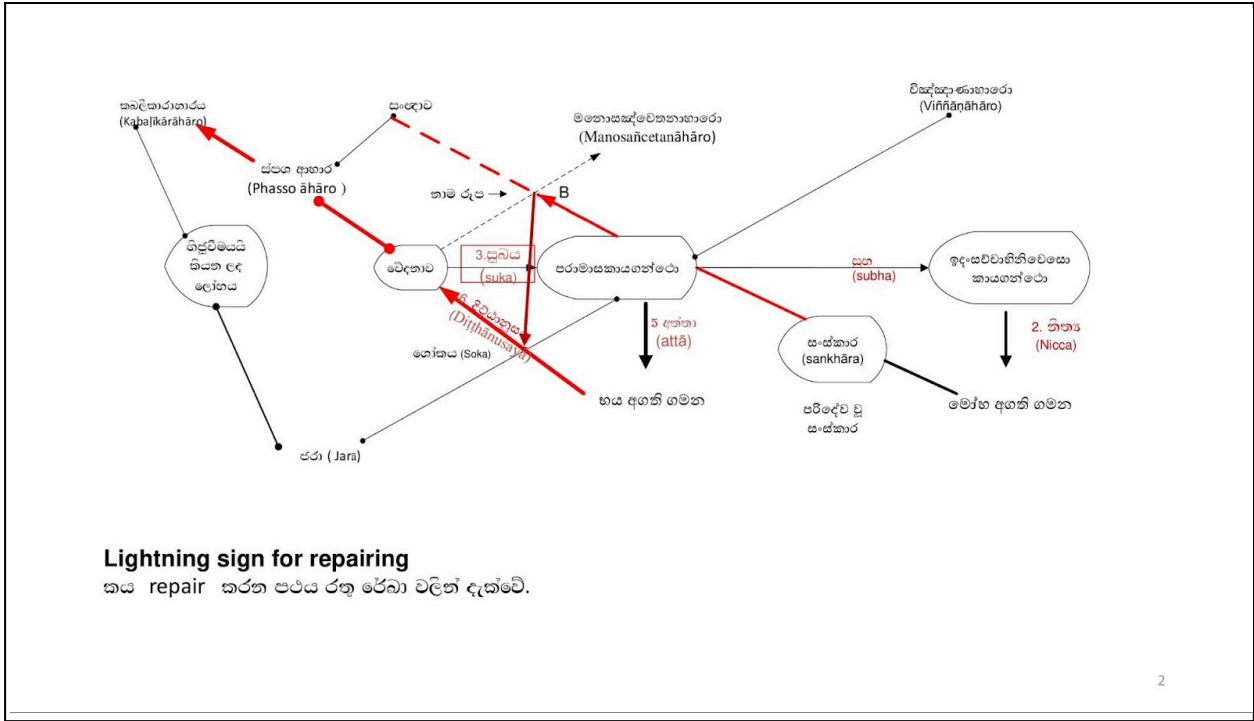 කබලිකාරාහාරය
(Kabaḷīkārāhāro)
සංඥාව
මනොසඤ්චේතනාහාරෝ
(Manosañcetanāhāro)
විඤ්ඤාණාහාරෝ
(Viññāṇāhāro)
ස්පශ ආහාර
(Phasso āhāro )
නාම රූප
B
ගිජුවීමයයි
කියන ලද
ලෝභය
වේදනාව
3.සුඛය
(suka)
පරාමාසකායගන්ථො
සුභ
(subha)
ඉදංසච්චාභිනිවෙසො
කායගන්ථො
(Diṭṭhānusaya)
5 අත්තා
(attā)
ශෝකය (Soka)
සංස්කාර
(sankhāra)
2. නිත්‍ය
(Nicca)
භය අගති ගමන
පරිදේව වූ
සංස්කාර
මෝහ අගති ගමන
ජරා ( Jarā)
Lightning sign for repairing
කය repair කරන පථය රතු රේඛා වලින් දැක්වේ.
2